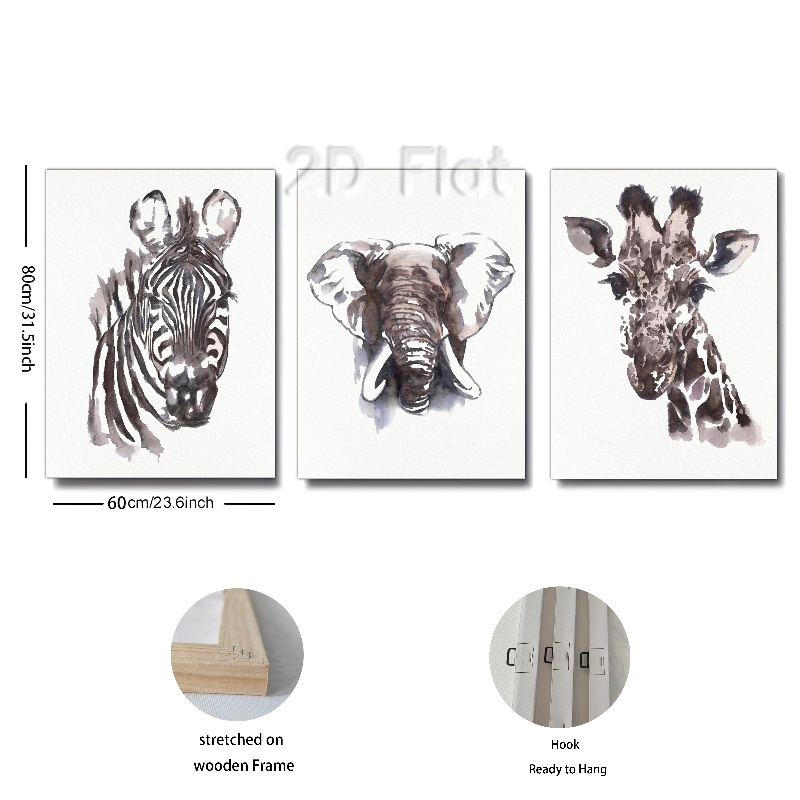 2D Flat
80cm/31.5inch
60cm/23.6inch
stretched on
wooden Frame
Hook
Ready to Hang